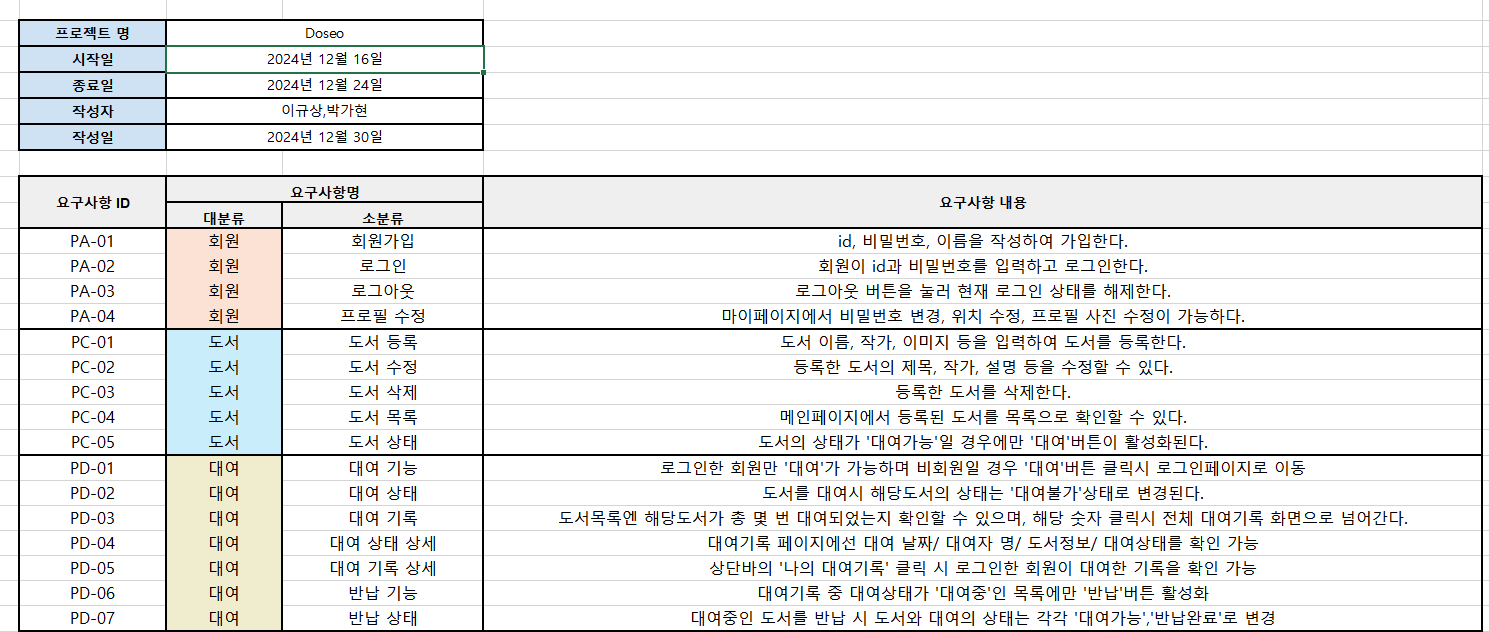 프로젝트 명 Doseo
시작일 2024년 12월 16일
종료일 2024년 12월 24일
작성자 이규상,박가현
작성일 2024년 12월 30일
요구사항 ID 요구사항명 요구사항 내용
대분류 소분류
PA-01 회원 회원가입 id, 비밀번호, 이름을 작성하여 가입한다.
PA-02 회원 로그인 회원이 id과 비밀번호를 입력하고 로그인한다.
PA-03 회원 로그아웃 로그아웃 버튼을 눌러 현재 로그인 상태를 해제한다.
PA-04 회원 프로필 수정 마이페이지에서 비밀번호 변경, 위치 수정, 프로필 사진 수정이 가능하다.
PC-01 도서 도서 등록 도서 이름, 작가, 이미지 등을 입력하여 도서를 등록한다.
PC-02 도서 도서 수정 등록한 도서의 제목, 작가, 설명 등을 수정할 수 있다.
PC-03 도서 도서 삭제 등록한 도서를 삭제한다.
PC-04 도서 도서 목록 메인페이지에서 등록된 도서를 목록으로 확인할 수 있다.
PC-05 도서 도서 상태 도서의 상태가 '대여가능'일 경우에만 '대여'버튼이 활성화된다.
PD-01 대여 대여 기능 로그인한 회원만 '대여'가 가능하며 비회원일 경우 '대여'버튼 클릭시 로그인페이지로 이동
PD-02 대여 대여 상태 도서를 대여시 해당도서의 상태는 '대여불가'상태로 변경된다.
PD-03 대여 대여 기록 도서목록엔 해당도서가 총 몇 번 대여되었는지 확인할 수 있으며, 해당 숫자 클릭시 전체 대여기록 화면으로 넘어간다.
PD-04 대여 대여 상태 상세 대여기록 페이지에선 대여 날짜/ 대여자 명/ 도서정보/ 대여상태를 확인 가능
PD-05 대여 대여 기록 상세 상단바의 '나의 대여기록' 클릭 시 로그인한 회원이 대여한 기록을 확인 가능
PD-06 대여 반납 기능 대여기록 중 대여상태가 '대여중'인 목록에만 '반납'버튼 활성화
PD-07 대여 반납 상태 대여중인 도서를 반납 시 도서와 대여의 상태는 각각 '대여가능','반납완료'로 변경